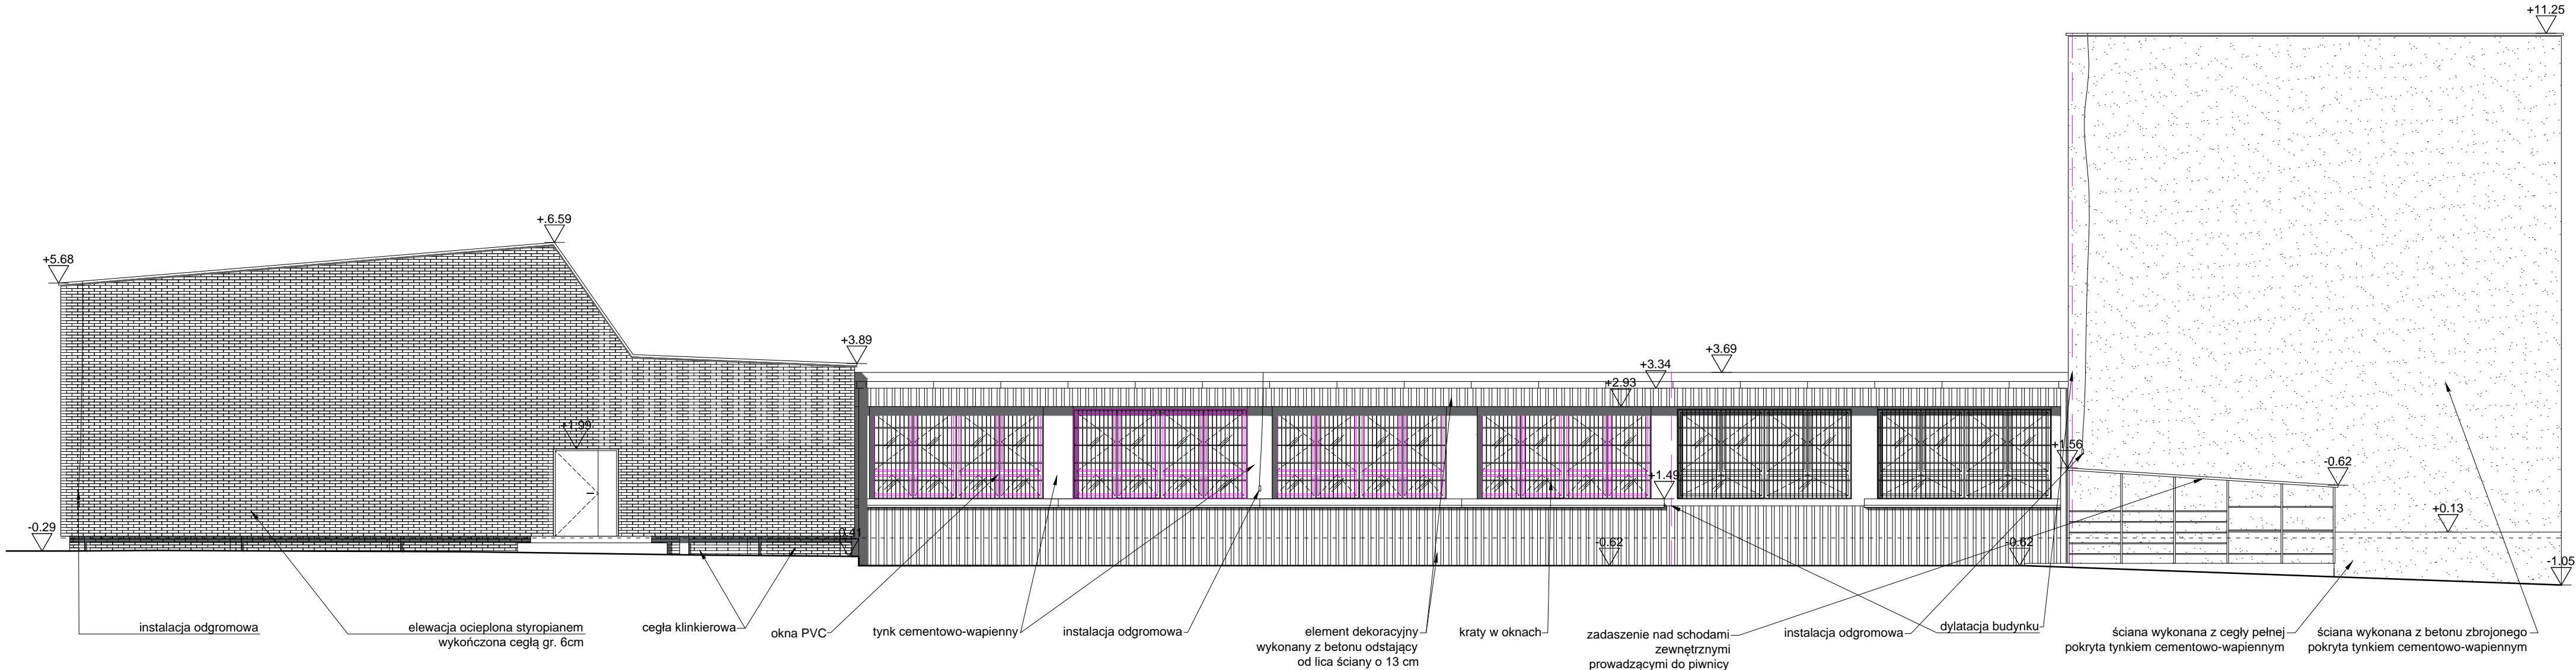 +11.25
+.6.59
+5.68
+3.89
+3.69
+3.34
+2.93
+1.99
+1.56
+1.49
-0.62
-0.29
-0.41
+0.13
-0.62
-0.62
-1.05
instalacja odgromowa
elewacja ocieplona styropianem
wykończona cegłą gr. 6cm
cegła klinkierowa
okna PVC
tynk cementowo-wapienny
instalacja odgromowa
element dekoracyjny
wykonany z betonu odstający
od lica ściany o 13 cm
kraty w oknach
zadaszenie nad schodami
zewnętrznymi
prowadzącymi do piwnicy
instalacja odgromowa
dylatacja budynku
ściana wykonana z cegły pełnej
pokryta tynkiem cementowo-wapiennym
ściana wykonana z betonu zbrojonego
pokryta tynkiem cementowo-wapiennym